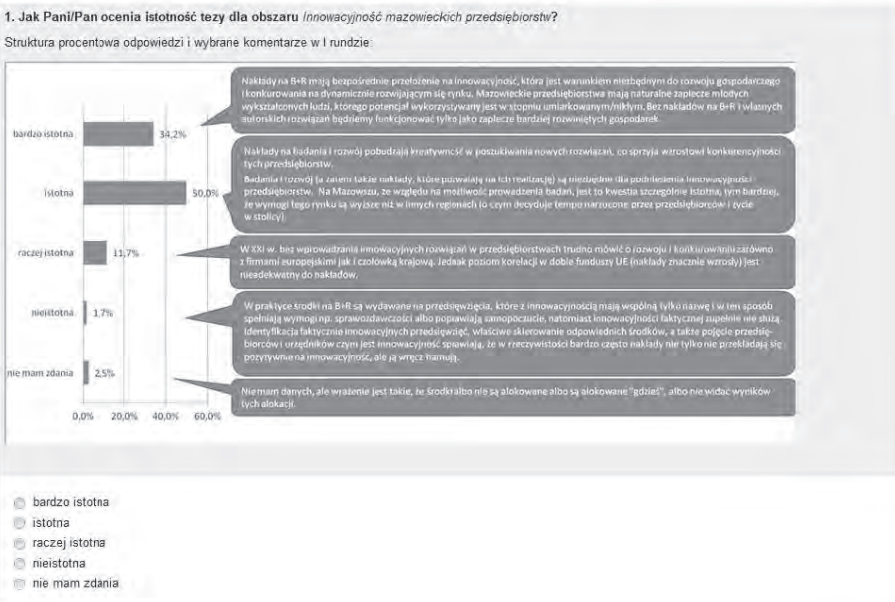 1. Jak Pani/Pan ocenia istotność tezy dla obszaru Innowacyjność mazowieckich przedsiębiorstw?
Struktura procentowa odpowiedzi i wybrane komentarze w I rundzie:
Nakłady na B+R mają bezpośrednie przełożenie na innowacyjność, która jest warunkiem niezbędnym do rozwoju gospodarczego
i konkurowania na dynamicznie rozwijającym się rynku. Mazowieckie przedsiębiorstwa mają naturalne zaplecze młodych
wykształconych ludzi, którego potencjał wykorzystywany jest w stopniu umiarkowanym/nikłym. Bez nakładów na B+R i własnych
autorskich rozwiązań będziemy funkcjonować tylko jako zaplecze bardziej rozwiniętych gospodarek.
bardzo istotna
34,2%
Nakłady na badania i rozwój pobudzają kreatywność w poszukiwaniu nowych rozwiązań, co sprzyja wzrostowi konkurencyjności
tych przedsiębiorstw.
Badania i rozwój (a zatem także nakłady, które pozwalają na ich realizację) są niezbędne dla podniesienia innowacyjności
przedsiębiorstw. Na Mazowszu, ze względu na możliwość prowadzenia badań, jest to kwestia szczególnie istotna, tym bardziej,
że wymogi tego rynku są wyższe niż w innych regionach (o czym decyduje tempo narzucone przez przedsiębiorców i życie
w stolicy).
istotna
50,0%
W XXI w. bez wprowadzania innowacyjnych rozwiązań w przedsiębiorstwach trudno mówić o rozwoju i konkurowaniu zarówno
z firmami europejskimi jak i czołówką krajową. Jednak poziom korelacji w dobie funduszy UE (nakłady znacznie wzrosły) jest
nieadekwatny do nakładów.
raczej istotna
11,7%
W praktyce środki na B+R są wydawane na przedsięwzięcia, które z innowacyjnością mają wspólną tylko nazwę i w ten sposób
spełniają wymogi np. sprawozdawczości albo poprawiają samopoczucie, natomiast innowacyjności faktycznej zupełnie nie służą.
Identyfikacja faktycznie innowacyjnych przedsięwzięć, właściwe skierowanie odpowiednich środków, a także pojęcie przedsię-
biorców i urzędników czym jest innowacyjność sprawiają, że w rzeczywistości bardzo często nakłady nie tylko nie przekładają się
pozytywnie na innowacyjność, ale ją wręcz hamują.
nieistotna
1,7%
nie mam zdania
2,5%
Nie mam danych, ale wrażenie jest takie, że środki albo nie są alokowane albo są alokowane "gdzieś", albo nie widać wyników
tych alokacji.
0,0% 20,0% 40,0% 60,0%
bardzo istotna
istotna
raczej istotna
nieistotna
nie mam zdania